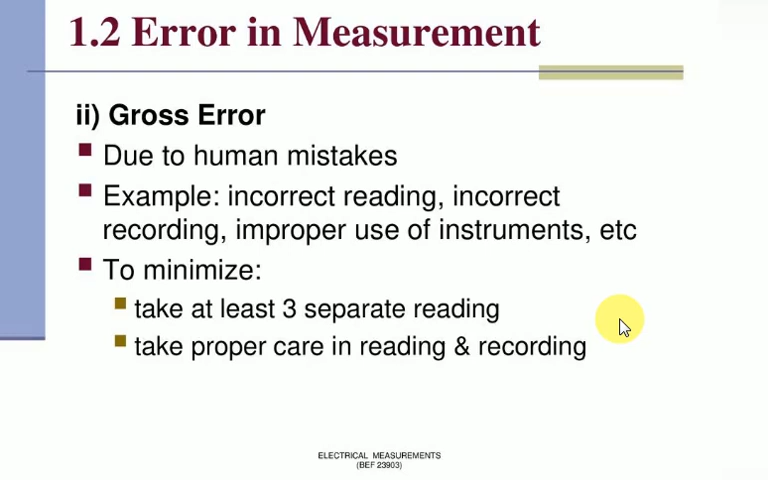 1.2 Error in Measurement
ii) Gross Error
Due to human mistakes
Example: incorrect reading, incorrect
recording, improper use of instruments, etc
To minimize:
take at least 3 separate reading
take proper care in reading & recording
ELECTRICAL MEASUREMENTS
(BEF 23903)